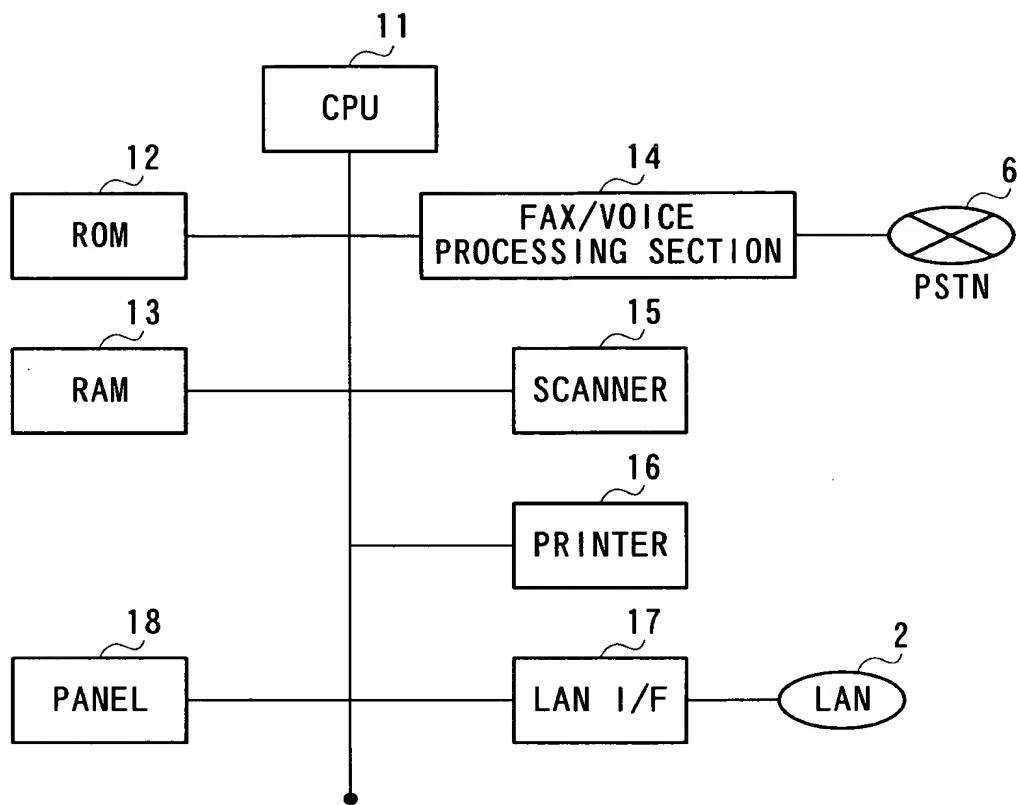 11
CPU
12
ROM
14
FAX/VOICE
PROCESSING SECTION
6
PSTN
13
RAM
15
SCANNER
16
PRINTER
18
PANEL
17
LAN I/F
2
LAN